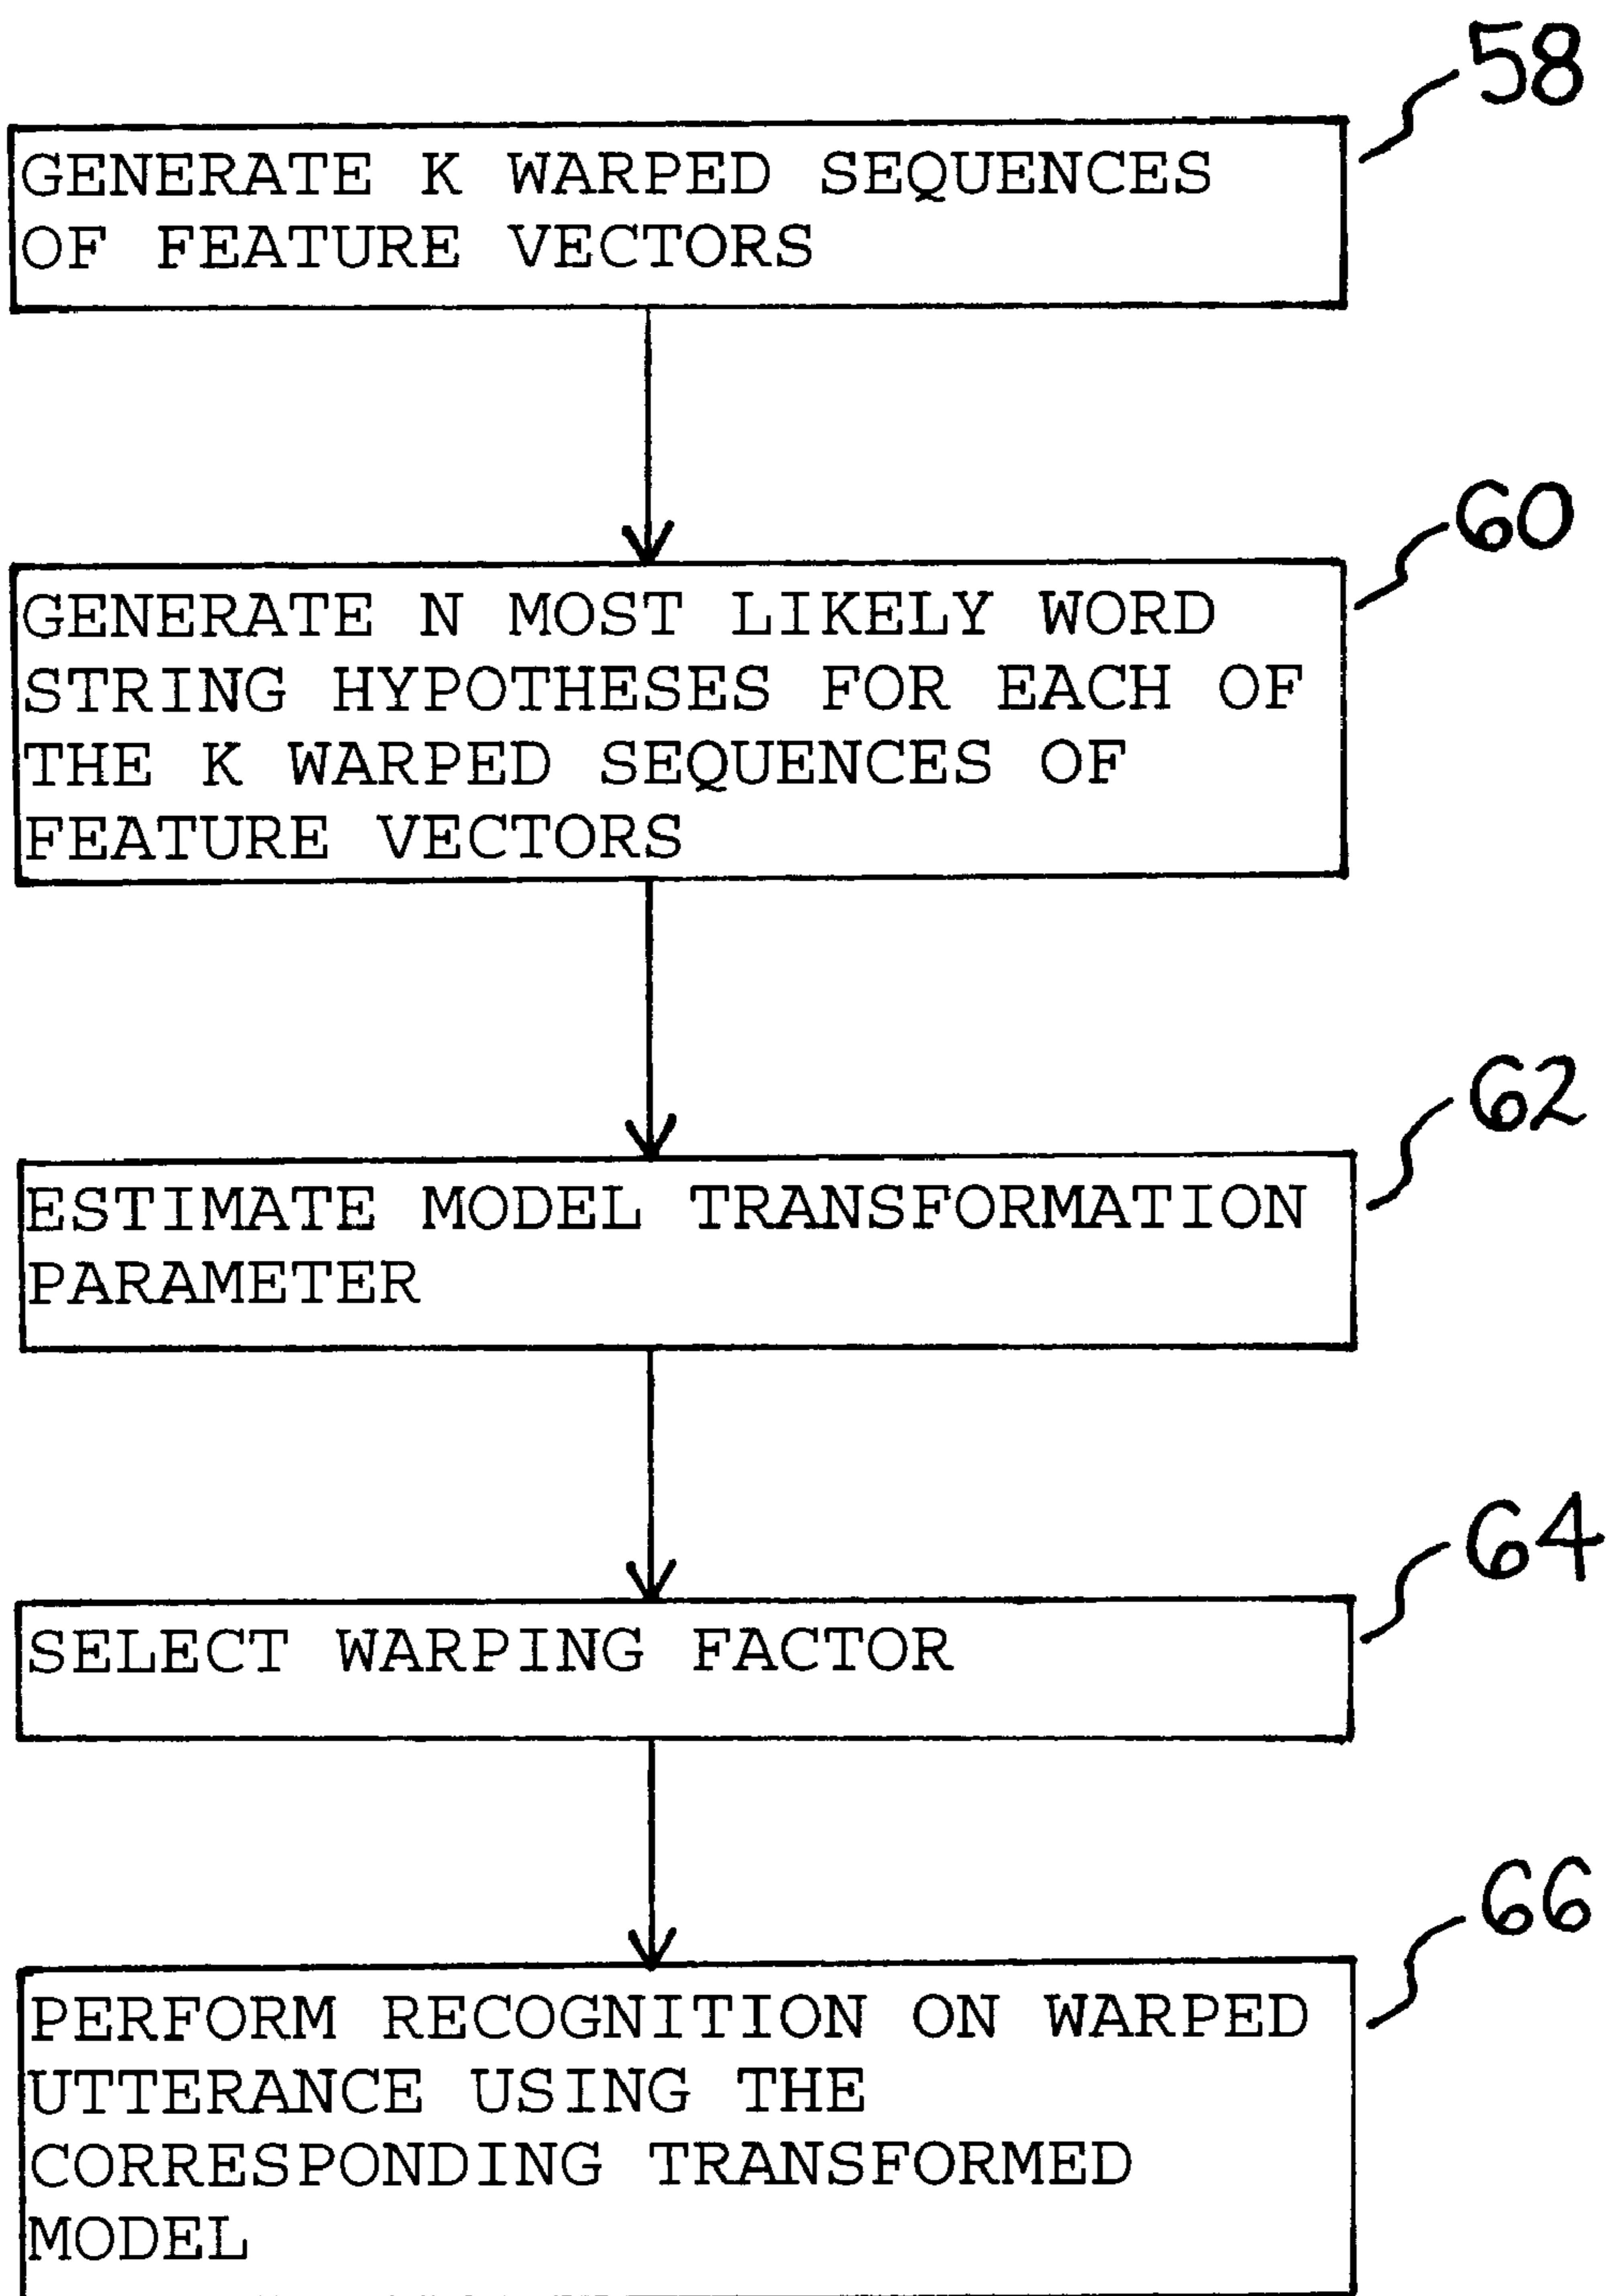 58
GENERATE K WARPED SEQUENCES
OF FEATURE VECTORS
60
GENERATE N MOST LIKELY WORD
STRING HYPOTHESES FOR EACH OF
THE K WARPED SEQUENCES OF
FEATURE VECTORS
62
ESTIMATE MODEL TRANSFORMATION
PARAMETER
64
SELECT WARPING FACTOR
66
PERFORM RECOGNITION ON WARPED
UTTERANCE USING THE
CORRESPONDING TRANSFORMED
MODEL